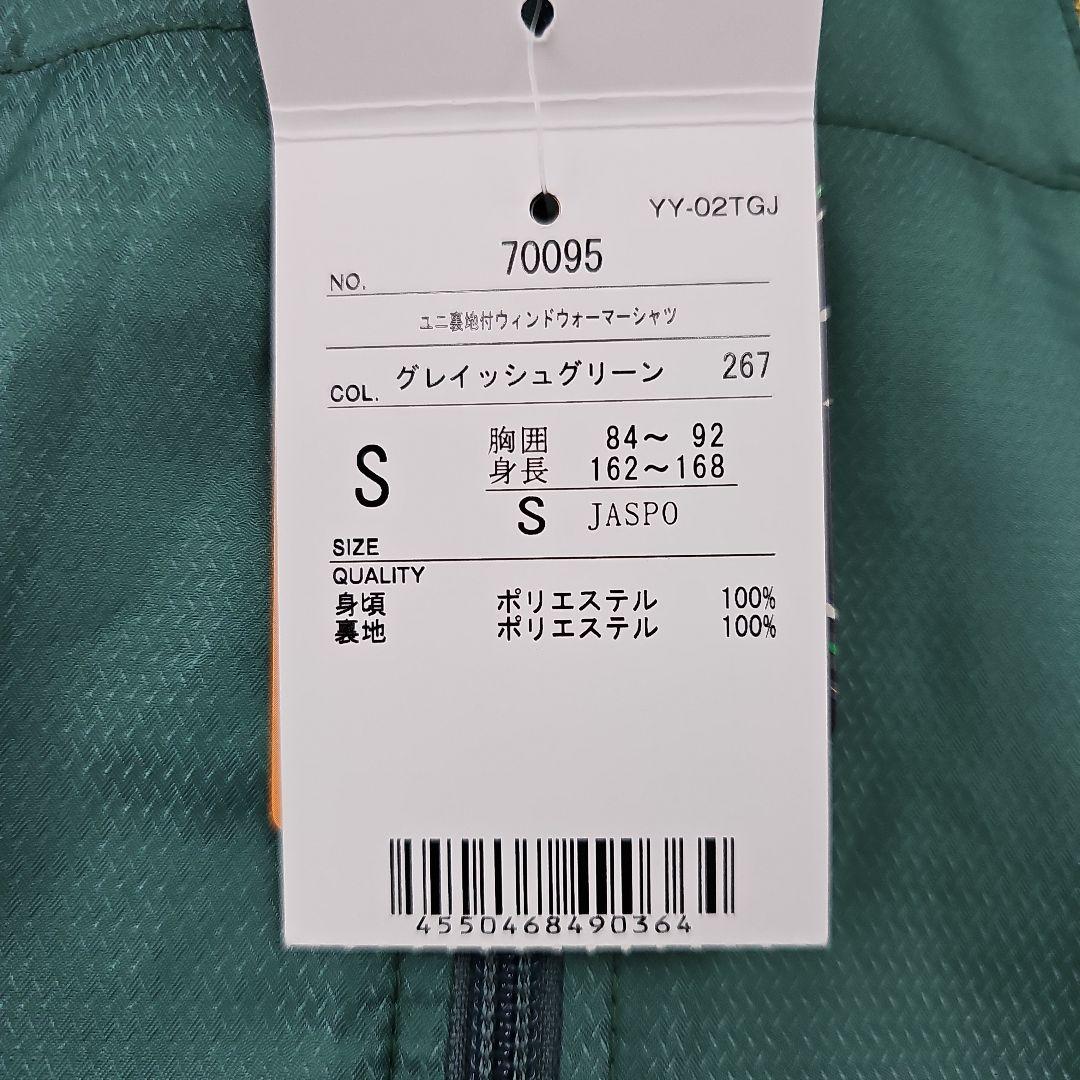 YY-02TGJ
NO. 70095
ユニ裏地付ウィンドウォーマーシャツ
COL. グレイッシュグリーン 267
胸囲 84～ 92
身長 162～168
S
S JASPO
SIZE
QUALITY
身頃 ポリエステル 100%
裏地 ポリエステル 100%
4550468490364